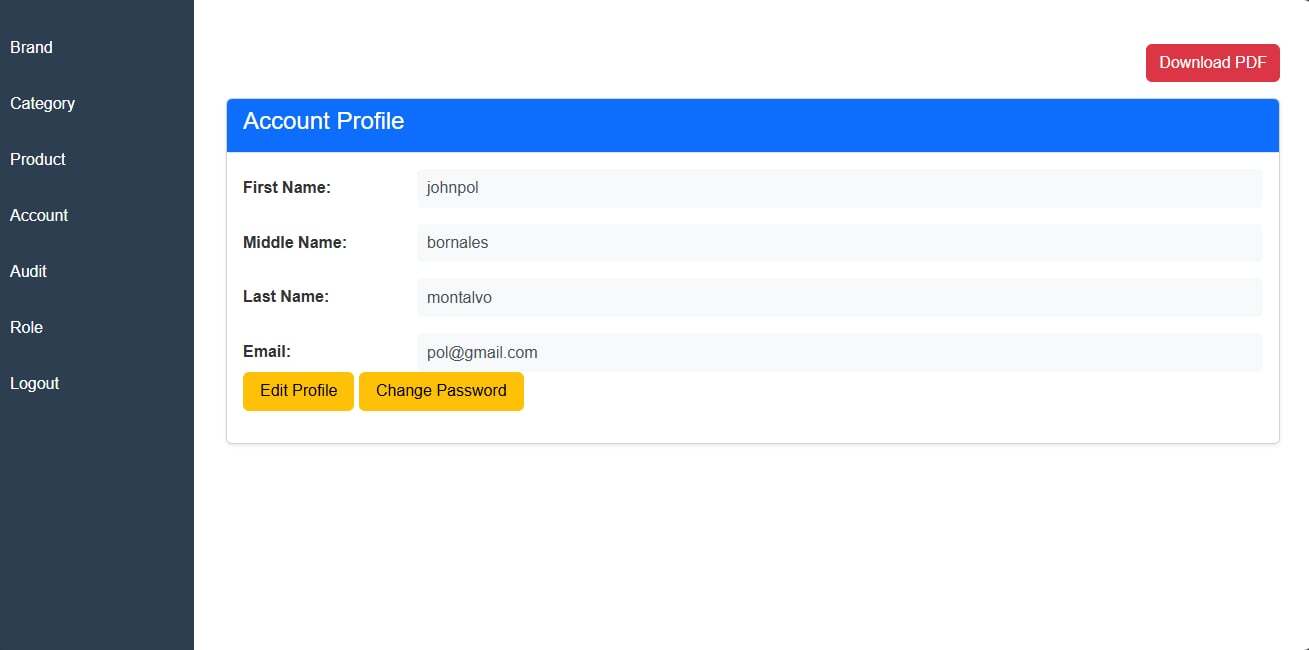 Brand
Category
Product
Account
Audit
Role
Logout
Download PDF
Account Profile
First Name: johnpol
Middle Name: bornales
Last Name: montalvo
Email: pol@gmail.com
Edit Profile Change Password